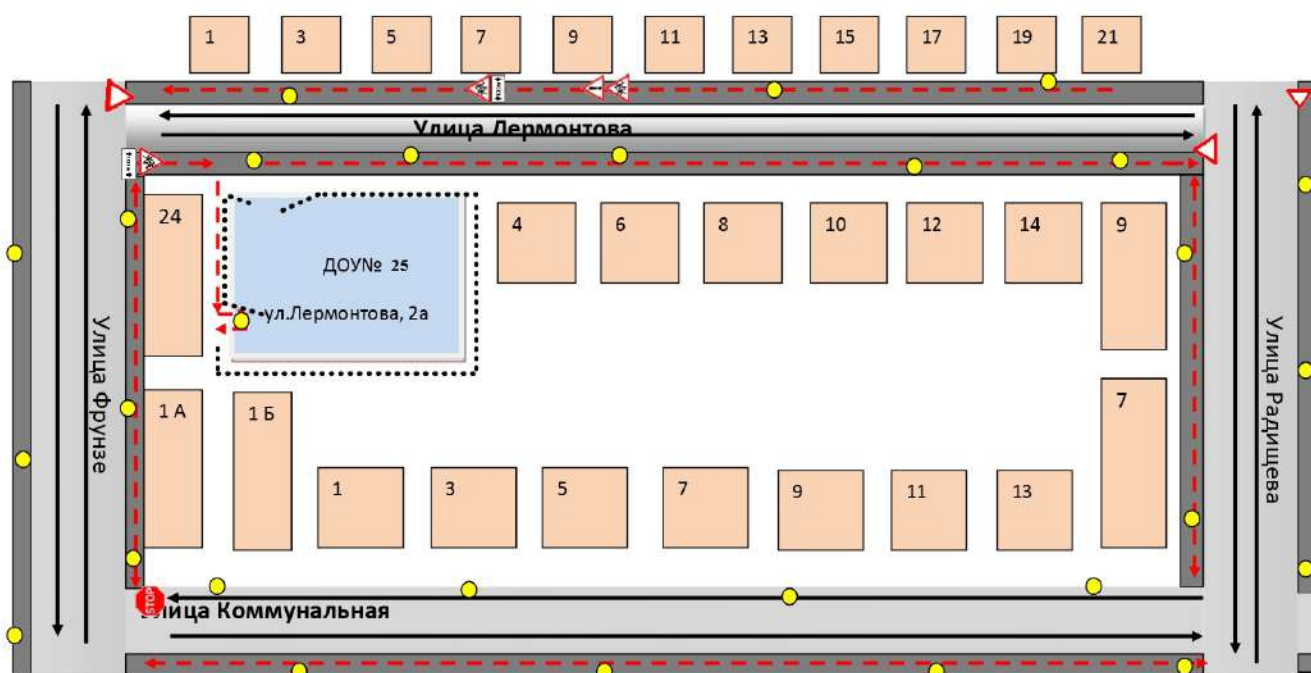 1 3 5 7 9 11 13 15 17 19 21
Улица Лермонтова
24
4 6 8 10 12 14 9
ДОУ№ 25
ул.Лермонтова, 2а
Улица Фрунзе
Улица Радищева
1 А 1 Б
7
1 3 5 7 9 11 13
STOP
лица Коммунальная